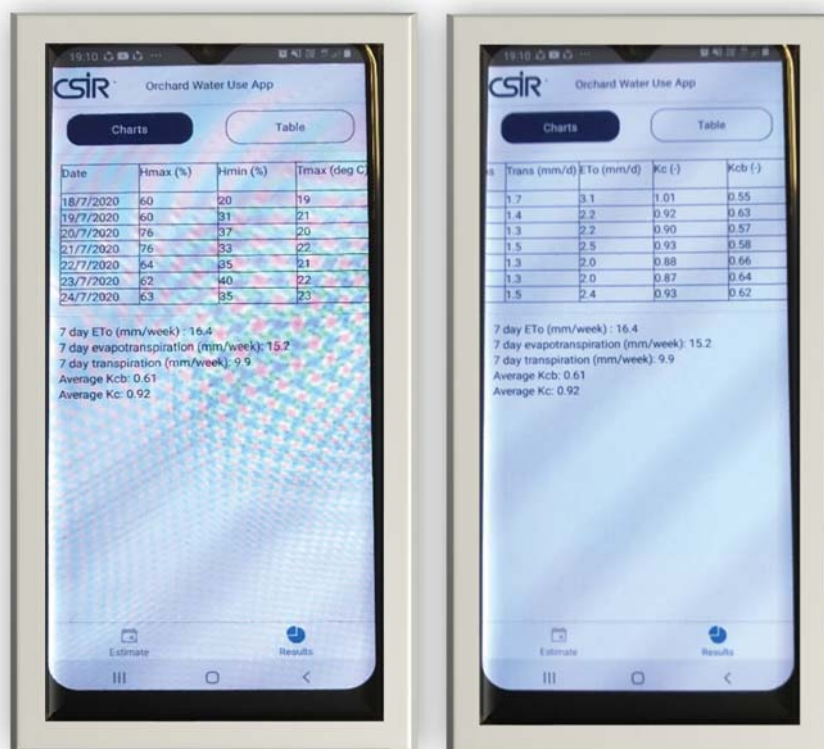 19:10
CSIR
Orchard Water Use App
Charts
Table
Date Hmax (%) Hmin (%) Tmax (deg C)
18/7/2020 60 20 19
19/7/2020 60 31 21
20/7/2020 76 37 20
21/7/2020 76 33 22
22/7/2020 64 35 21
23/7/2020 62 40 22
24/7/2020 63 35 23
7 day ETo (mm/week) : 16.4
7 day evapotranspiration (mm/week): 15.2
7 day transpiration (mm/week): 9.9
Average Kcb: 0.61
Average Kc: 0.92
Estimate
Results
19:10
CSIR
Orchard Water Use App
Charts
Table
s Trans (mm/d) ETo (mm/d) Kc (-) Kcb (-)
1.7 3.1 1.01 0.55
1.4 2.2 0.92 0.63
1.3 2.2 0.90 0.57
1.5 2.5 0.93 0.58
1.3 2.0 0.88 0.66
1.3 2.0 0.87 0.64
1.5 2.4 0.93 0.62
7 day ETo (mm/week) : 16.4
7 day evapotranspiration (mm/week): 15.2
7 day transpiration (mm/week): 9.9
Average Kcb: 0.61
Average Kc: 0.92
Estimate
Results